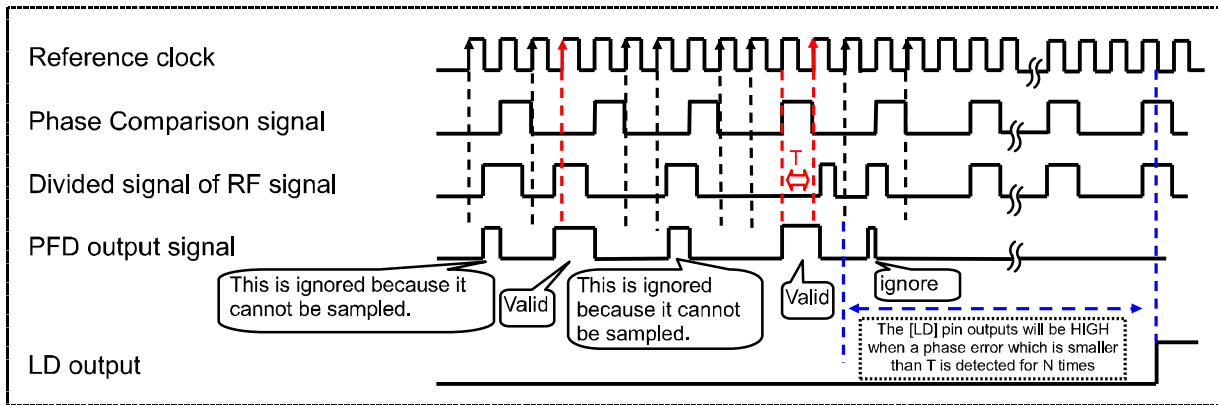 Reference clock
Phase Comparison signal
Divided signal of RF signal
T
PFD output signal
This is ignored because it
cannot be sampled.
Valid
This is ignored
because it cannot
be sampled.
Valid
ignore
The [LD] pin outputs will be HIGH
when a phase error which is smaller
than T is detected for N times
LD output